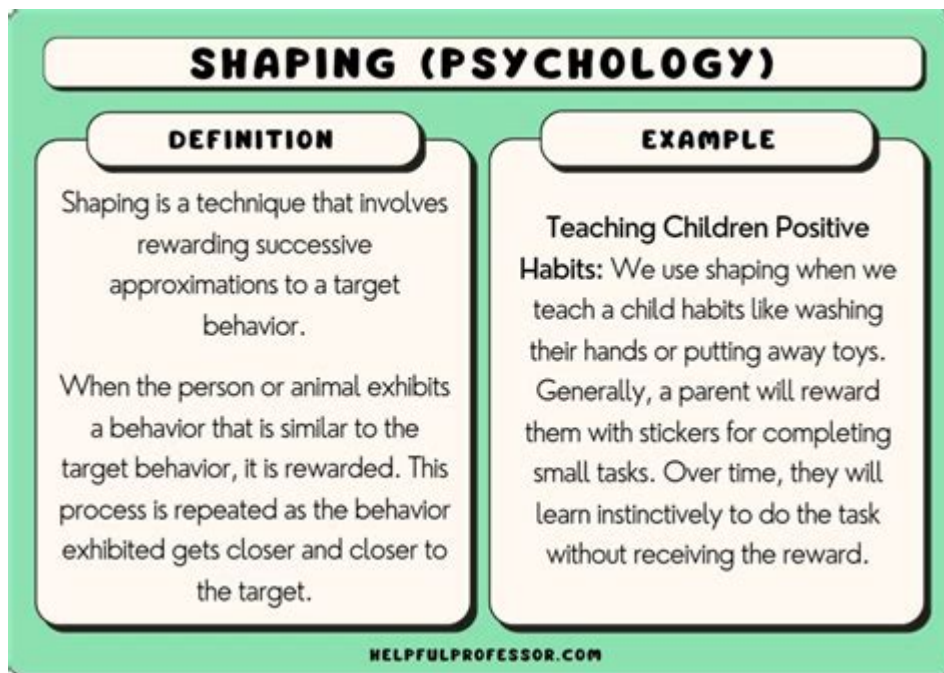 SHAPING (PSYCHOLOGY)
DEFINITION
Shaping is a technique that involves
rewarding successive
approximations to a target
behavior.
When the person or animal exhibits
a behavior that is similar to the
target behavior, it is rewarded. This
process is repeated as the behavior
exhibited gets closer and closer to
the target.
EXAMPLE
Teaching Children Positive
Habits: We use shaping when we
teach a child habits like washing
their hands or putting away toys.
Generally, a parent will reward
them with stickers for completing
small tasks. Over time, they will
learn instinctively to do the task
without receiving the reward.
HELPFULPROFESSOR.COM